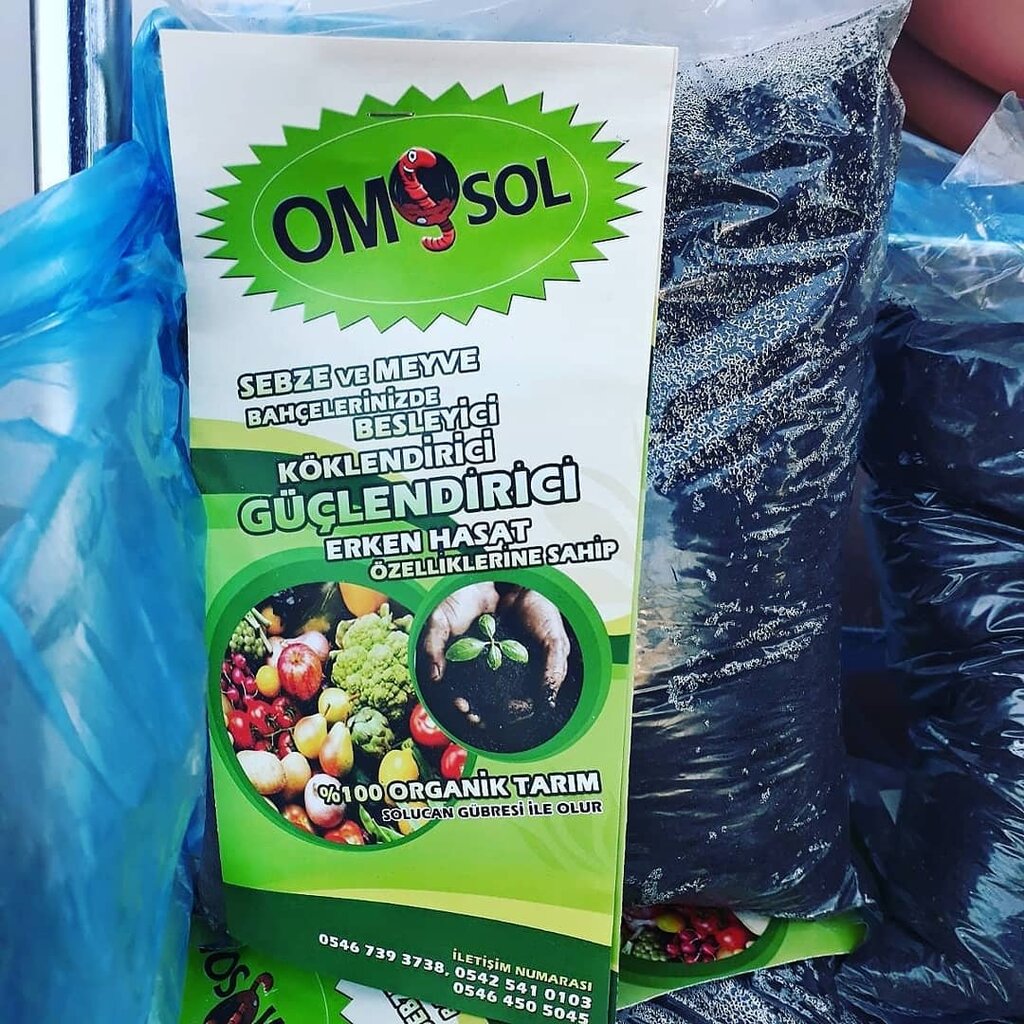 OMOSOL
SEBZE VE MEYVE
BAHÇELERİNİZDE
BESLEYİCİ
KÖKLENDİRİCİ
GÜÇLENDİRİCİ
ERKEN HASAT
ÖZELLİKLERİNE SAHİP
%100 ORGANİK TARIM
SOLUCAN GÜBRESİ İLE OLUR
İLETİŞİM NUMARASI
0546 739 3738, 0542 541 0103
0546 450 5045